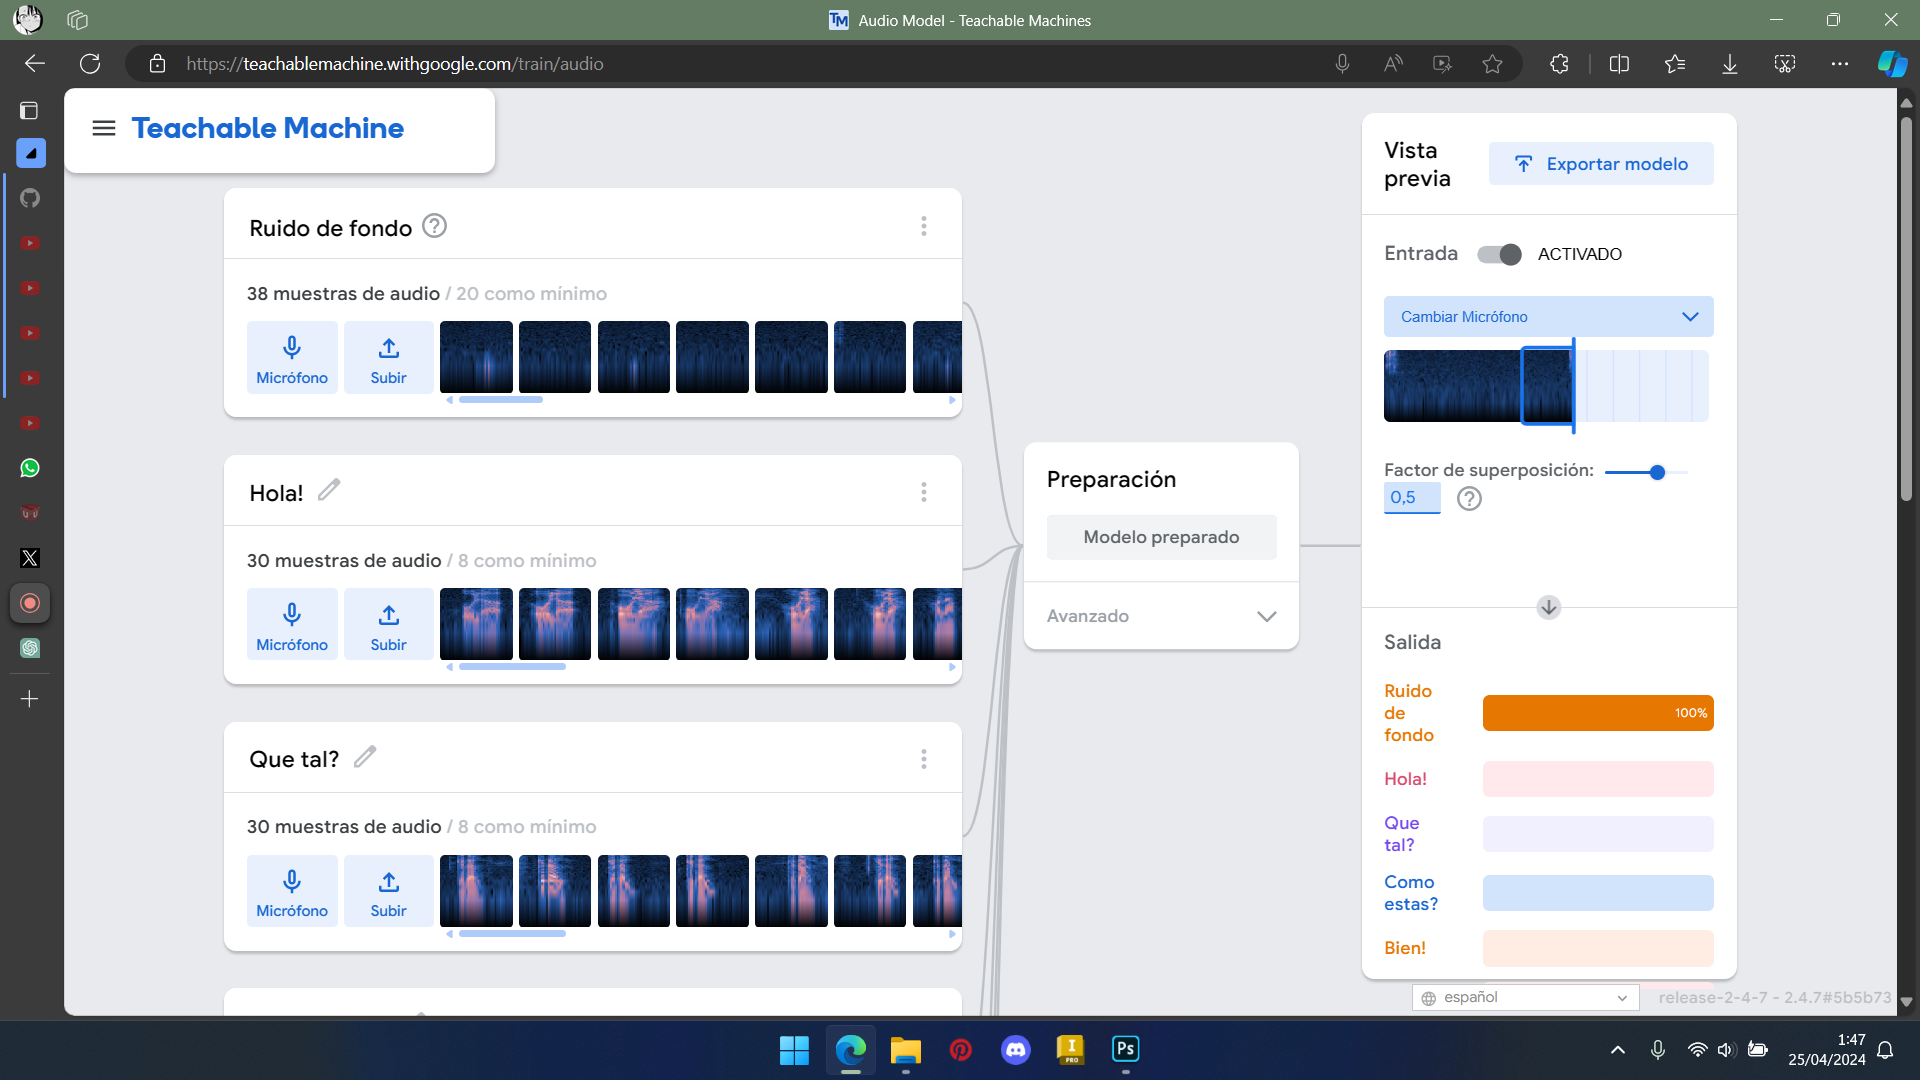 Audio Model - Teachable Machines
https://teachablemachine.withgoogle.com/train/audio
Teachable Machine
Ruido de fondo
38 muestras de audio / 20 como mínimo
Micrófono
Subir
Hola!
30 muestras de audio / 8 como mínimo
Micrófono
Subir
Que tal?
30 muestras de audio / 8 como mínimo
Micrófono
Subir
Preparación
Modelo preparado
Avanzado
Vista
previa
Exportar modelo
Entrada
ACTIVADO
Cambiar Micrófono
Factor de superposición:
0,5
Salida
Ruido
de
fondo
100%
Hola!
Que
tal?
Como
estas?
Bien!
español
release-2-4-7 - 2.4.7#5b5b73
1:47
25/04/2024